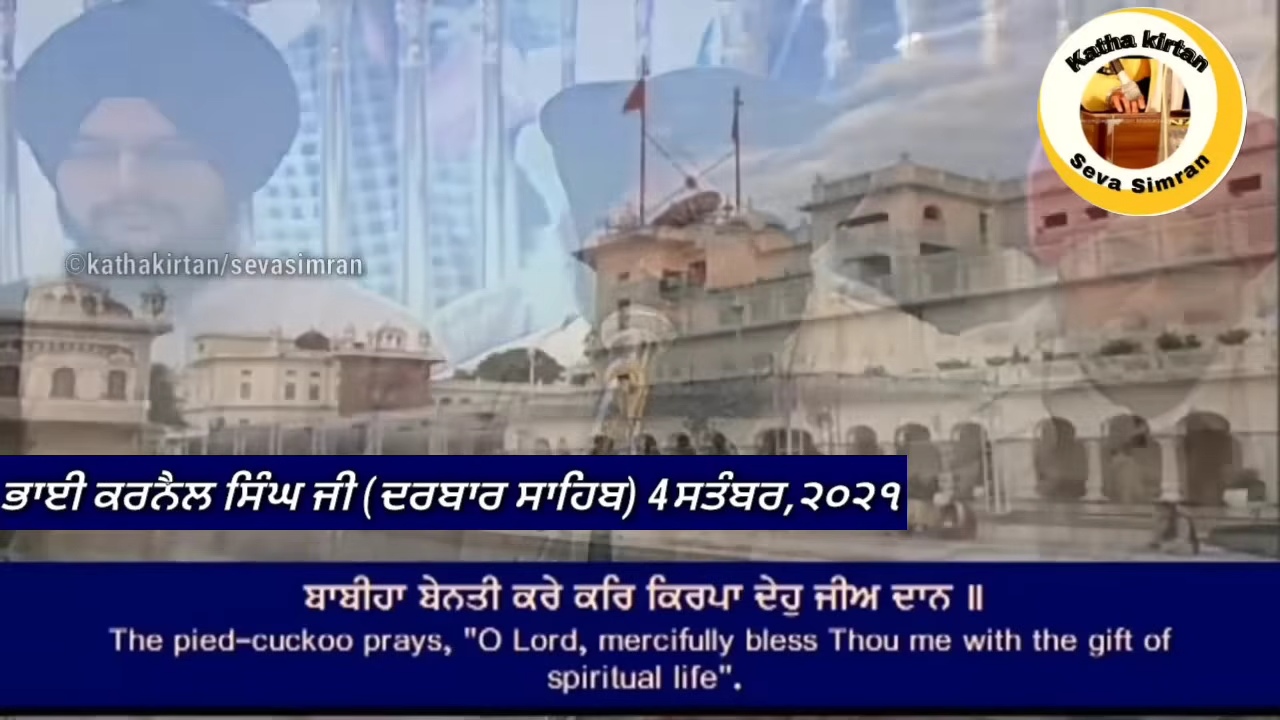 Katha kirtan
Seva Simran
©kathakirtan/sevasimran
ਭਾਈ ਕਰਨੈਲ ਸਿੰਘ ਜੀ (ਦਰਬਾਰ ਸਾਹਿਬ) 4 ਸਤੰਬਰ,੨੦੨੧
ਬਾਬੀਹਾ ਬੇਨਤੀ ਕਰੇ ਕਰਿ ਕਿਰਪਾ ਦੇਹੁ ਜੀਅ ਦਾਨ ॥
The pied-cuckoo prays, "O Lord, mercifully bless Thou me with the gift of
spiritual life".